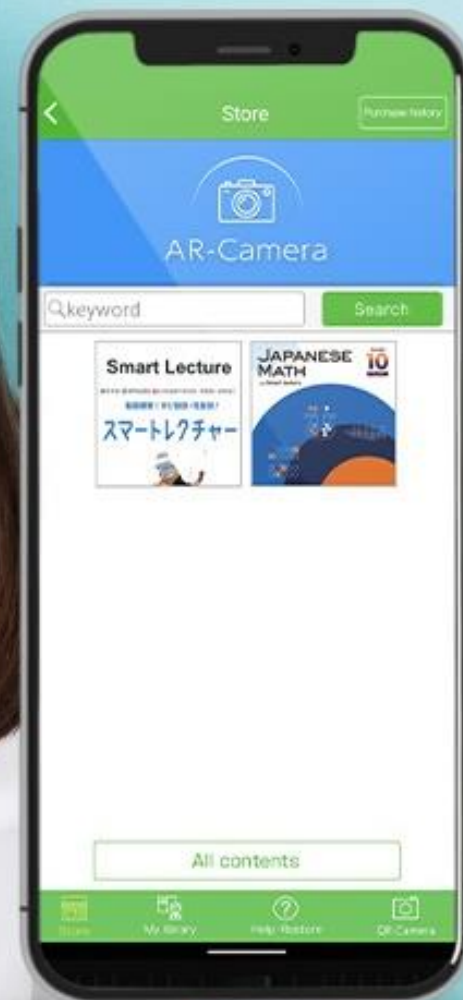 Store
Purchase history
AR-Camera
keyword
Search
Smart Lecture
スマートレクチャー
JAPANESE
MATH
10
All contents
Store
My library
Help·Restore
QR-Camera